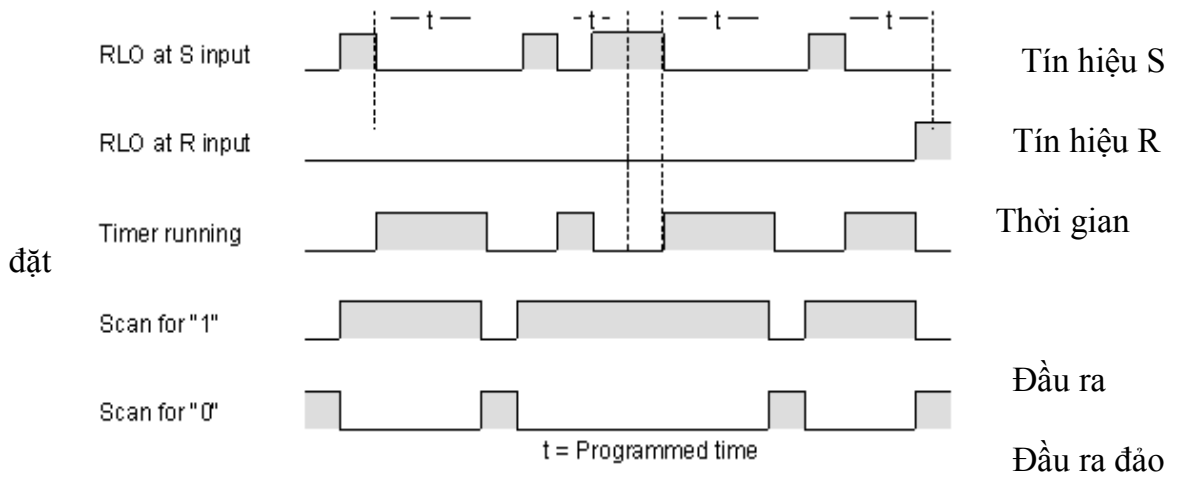 t t t t
RLO at S input Tín hiệu S
RLO at R input Tín hiệu R
Timer running Thời gian
đặt
Scan for "1"
Đầu ra
Scan for "0"
t = Programmed time
Đầu ra đảo